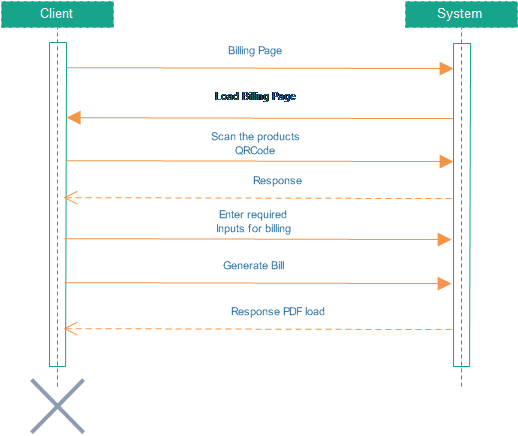 Client
System
Billing Page
Load Billing Page
Scan the products
QRCode
Response
Enter required
Inputs for billing
Generate Bill
Response PDF load